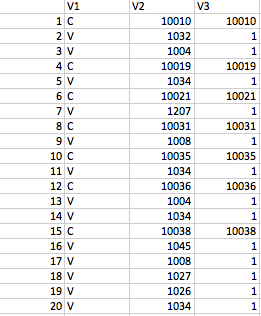 V1 V2 V3
1 C 10010 10010
2 V 1032 1
3 V 1004 1
4 C 10019 10019
5 V 1034 1
6 C 10021 10021
7 V 1207 1
8 C 10031 10031
9 V 1008 1
10 C 10035 10035
11 V 1034 1
12 C 10036 10036
13 V 1004 1
14 V 1034 1
15 C 10038 10038
16 V 1045 1
17 V 1008 1
18 V 1027 1
19 V 1026 1
20 V 1034 1